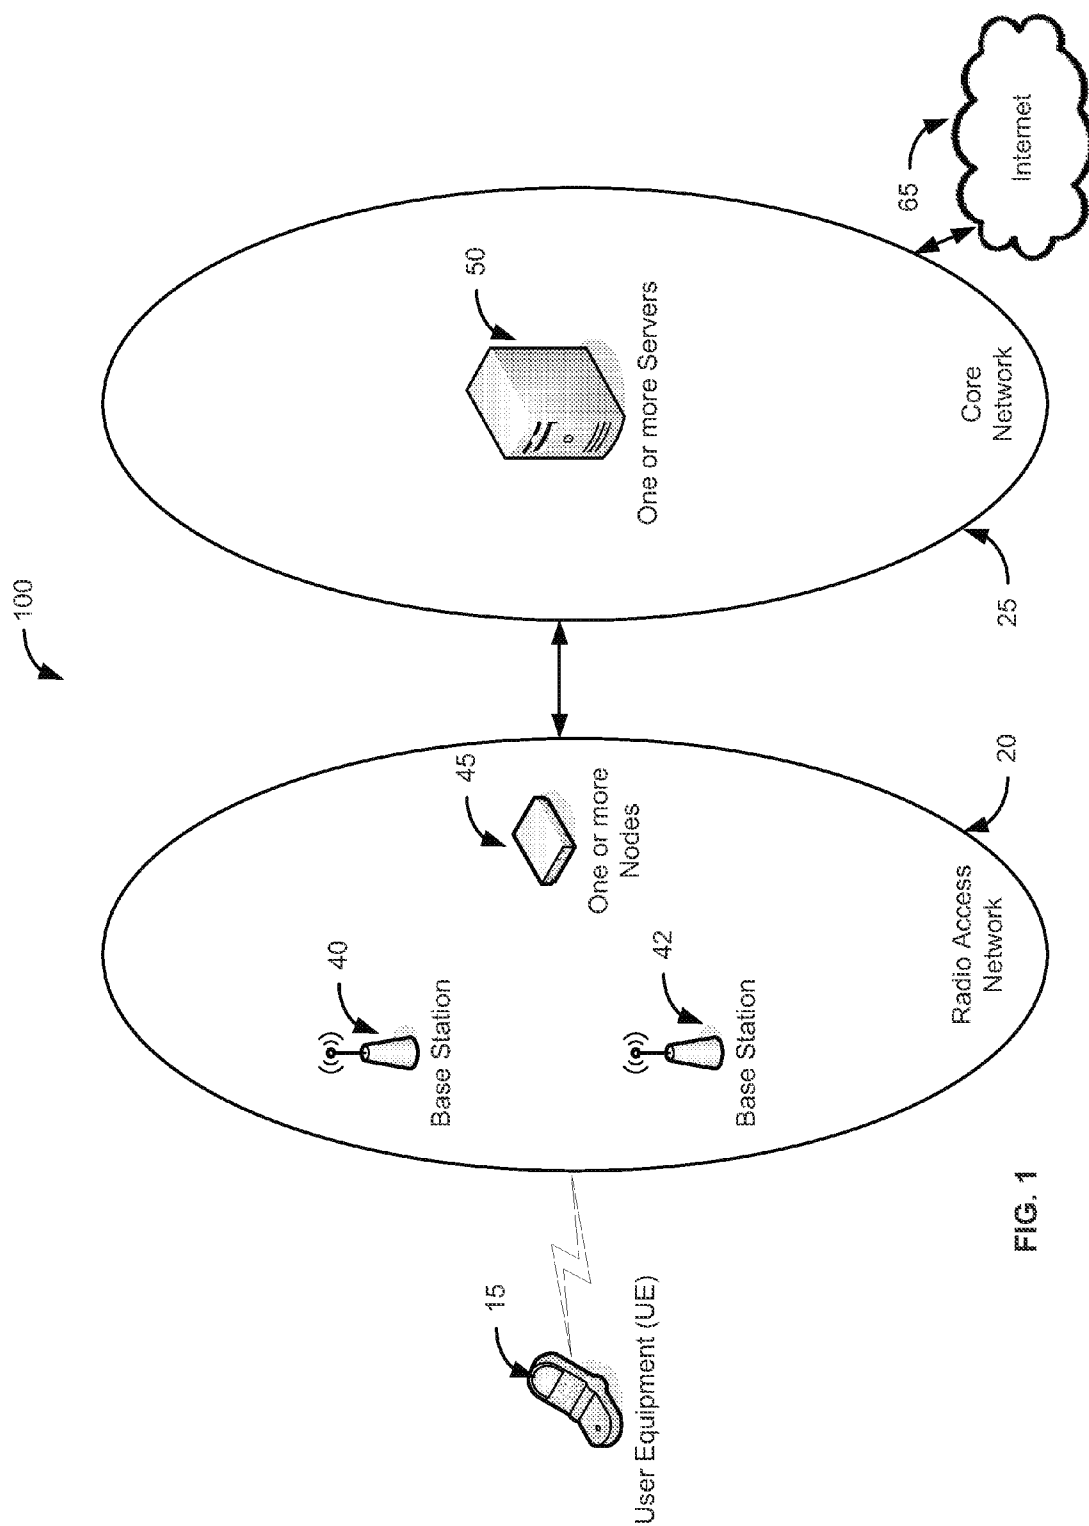 100
15
User Equipment (UE)
40
Base Station
42
Base Station
45
One or more
Nodes
Radio Access
Network
20
50
One or more Servers
Core
Network
25
65
Internet
FIG. 1